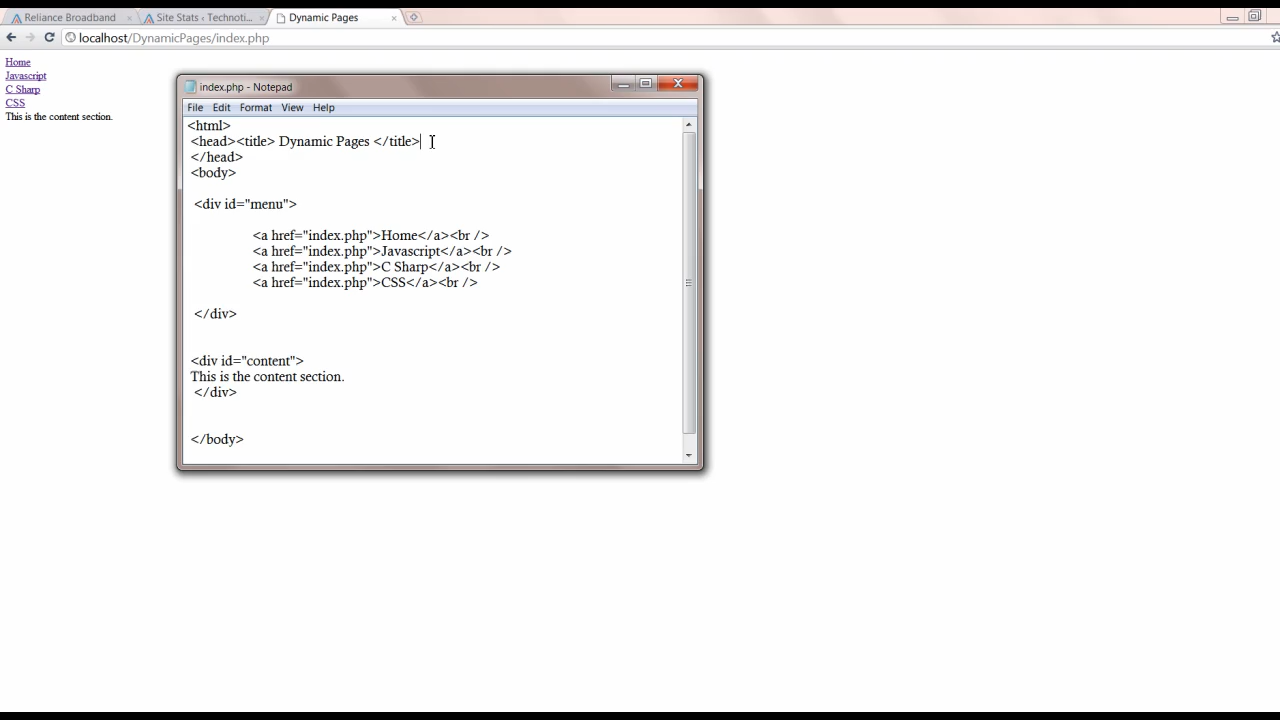 Reliance Broadband
Site Stats ‹ Technoti...
Dynamic Pages
localhost/DynamicPages/index.php
Home
Javascript
C Sharp
CSS
This is the content section.
index.php - Notepad
File Edit Format View Help
<html>
<head><title> Dynamic Pages </title>
</head>
<body>
<div id="menu">
<a href="index.php">Home</a><br />
<a href="index.php">Javascript</a><br />
<a href="index.php">C Sharp</a><br />
<a href="index.php">CSS</a><br />
</div>
<div id="content">
This is the content section.
</div>
</body>